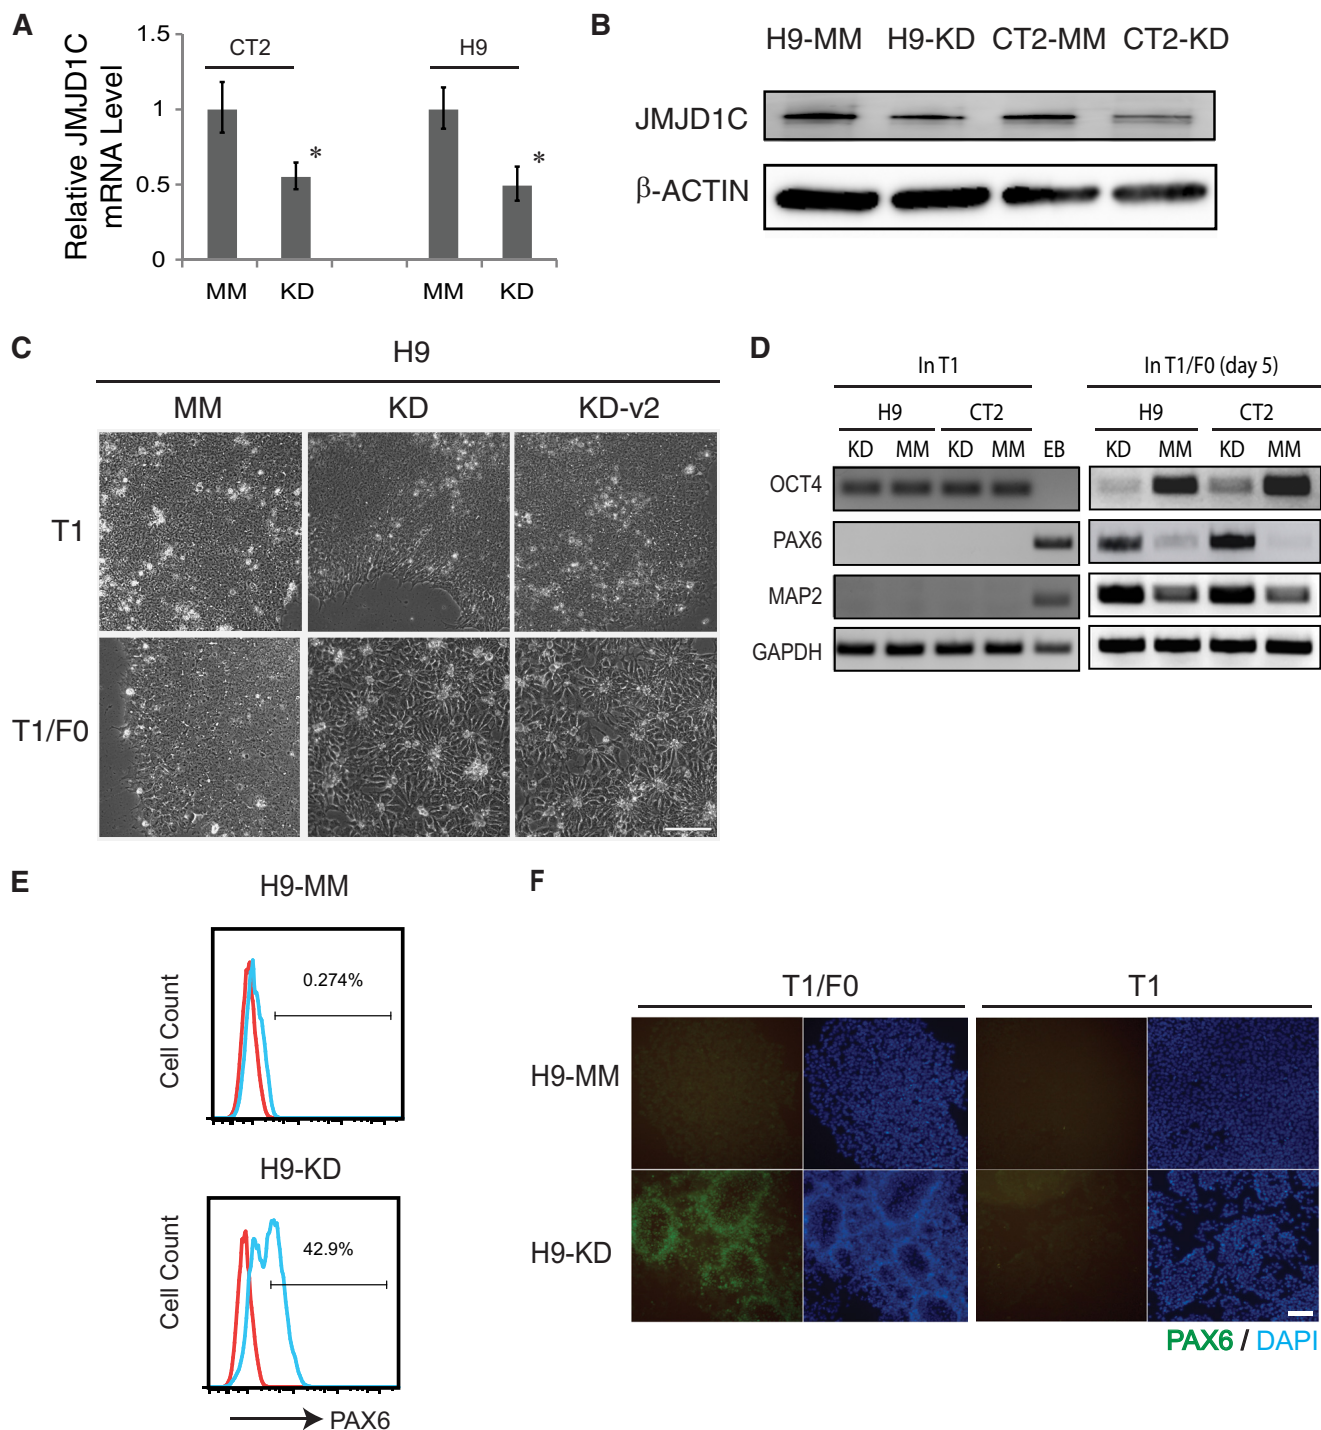 A
Relative JMJD1C
mRNA Level
1.5
1
0.5
0
CT2
H9
*
*
MM
KD
MM
KD
B
H9-MM H9-KD CT2-MM CT2-KD
JMJD1C
β-ACTIN
C
H9
MM KD KD-v2
T1
T1/F0
D
In T1
In T1/F0 (day 5)
H9 CT2
H9 CT2
KD MM KD MM EB
KD MM KD MM
OCT4
PAX6
MAP2
GAPDH
E
H9-MM
Cell Count
0.274%
H9-KD
Cell Count
42.9%
PAX6
F
T1/F0 T1
H9-MM
H9-KD
PAX6 / DAPI